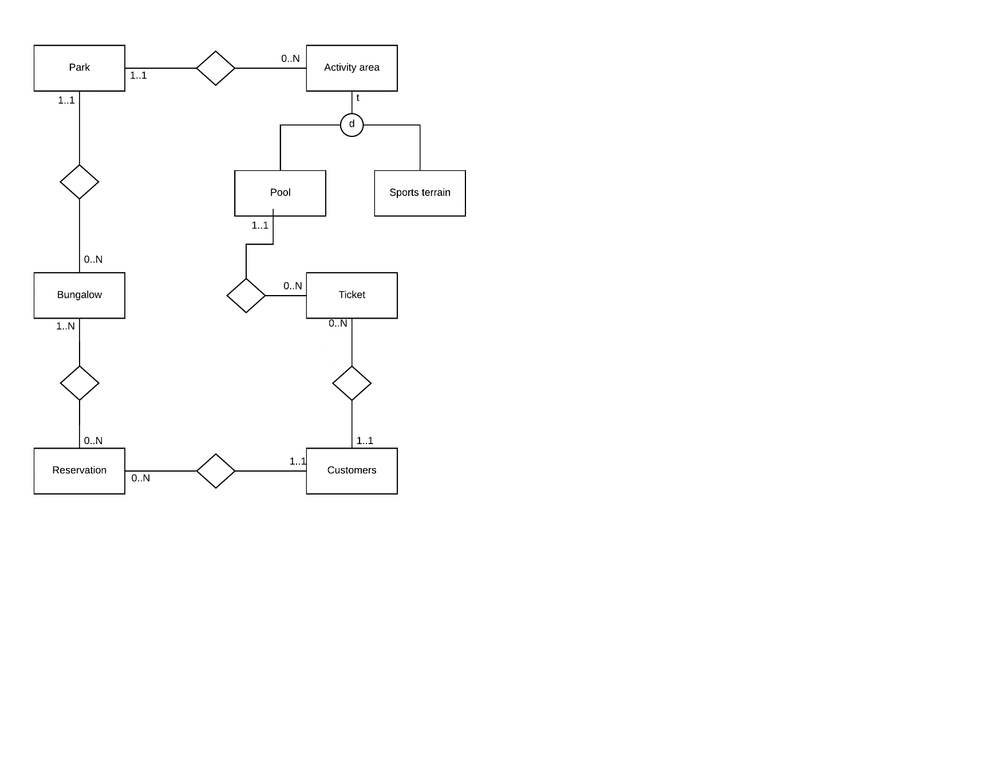 Park
1..1
0..N
Activity area
1..1
t
d
Pool
Sports terrain
1..1
0..N
Bungalow
0..N
Ticket
1..N
0..N
0..N
1..1
Reservation
0..N
1..1
Customers